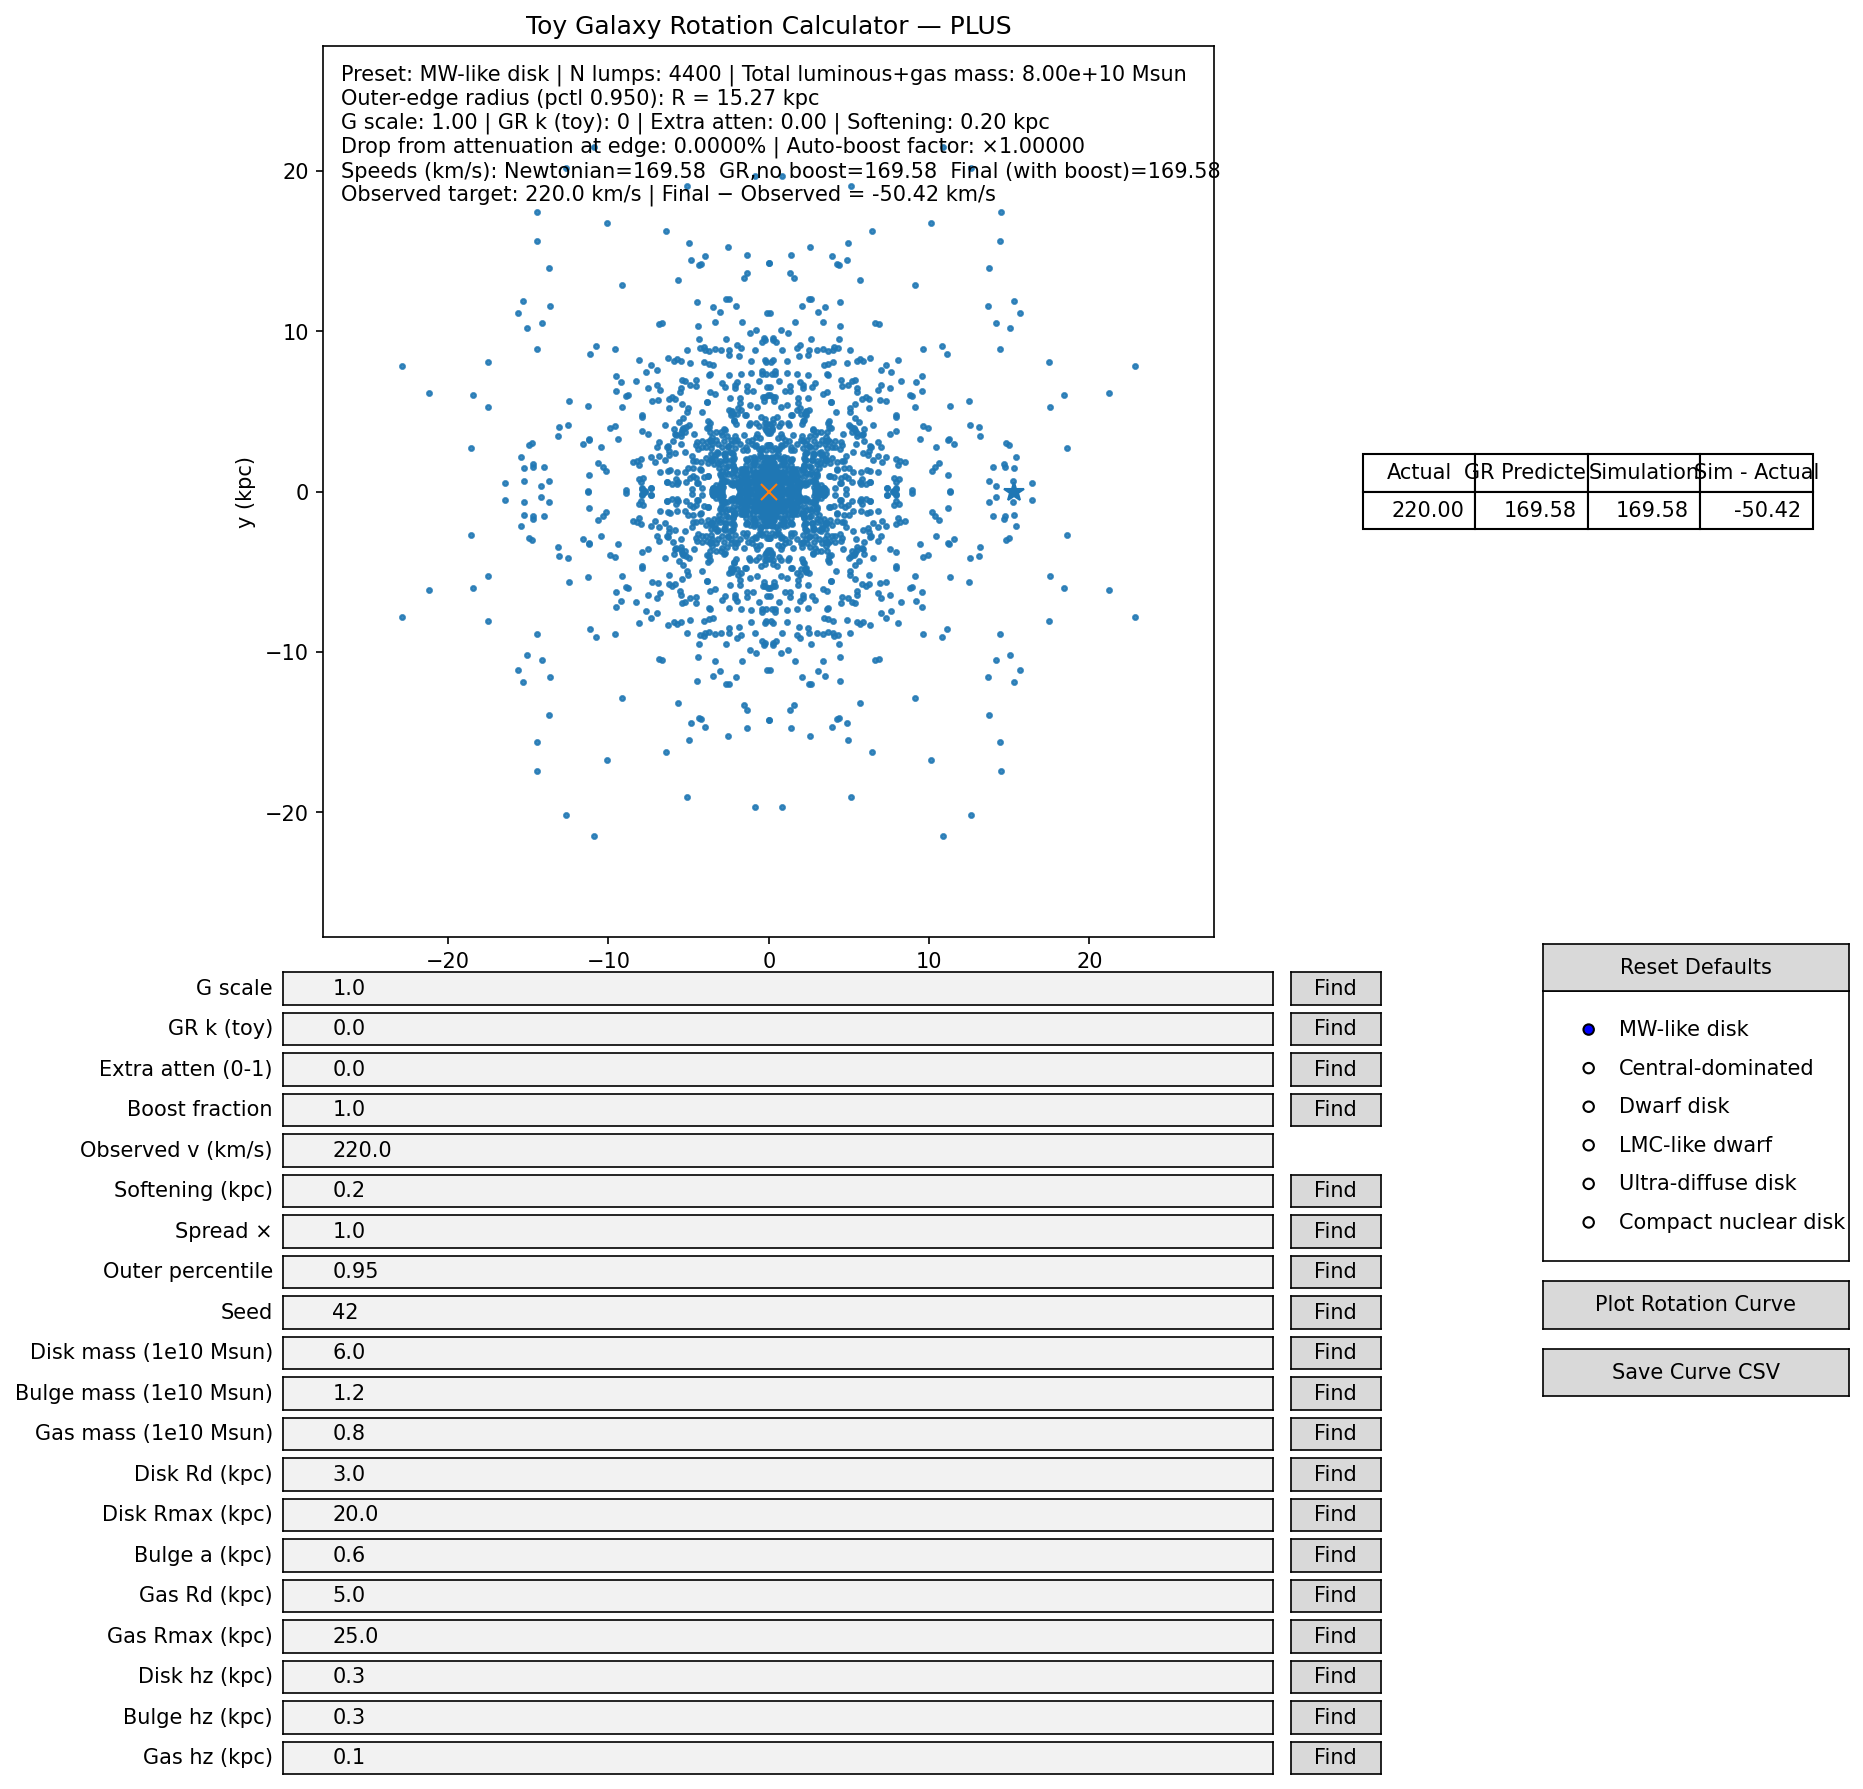 Toy Galaxy Rotation Calculator — PLUS
Preset: MW-like disk | N lumps: 4400 | Total luminous+gas mass: 8.00e+10 Msun
Outer-edge radius (pctl 0.950): R = 15.27 kpc
G scale: 1.00 | GR k (toy): 0 | Extra atten: 0.00 | Softening: 0.20 kpc
Drop from attenuation at edge: 0.0000% | Auto-boost factor: ×1.00000
Speeds (km/s): Newtonian=169.58  GR,no boost=169.58  Final (with boost)=169.58
Observed target: 220.0 km/s | Final − Observed = -50.42 km/s
20
10
0
−10
−20
y (kpc)
−20 −10 0 10 20
Actual GR Predicte Simulation Sim - Actual
220.00 169.58 169.58 -50.42
G scale 1.0 Find
GR k (toy) 0.0 Find
Extra atten (0-1) 0.0 Find
Boost fraction 1.0 Find
Observed v (km/s) 220.0
Softening (kpc) 0.2 Find
Spread × 1.0 Find
Outer percentile 0.95 Find
Seed 42 Find
Disk mass (1e10 Msun) 6.0 Find
Bulge mass (1e10 Msun) 1.2 Find
Gas mass (1e10 Msun) 0.8 Find
Disk Rd (kpc) 3.0 Find
Disk Rmax (kpc) 20.0 Find
Bulge a (kpc) 0.6 Find
Gas Rd (kpc) 5.0 Find
Gas Rmax (kpc) 25.0 Find
Disk hz (kpc) 0.3 Find
Bulge hz (kpc) 0.3 Find
Gas hz (kpc) 0.1 Find
Reset Defaults
MW-like disk
Central-dominated
Dwarf disk
LMC-like dwarf
Ultra-diffuse disk
Compact nuclear disk
Plot Rotation Curve
Save Curve CSV